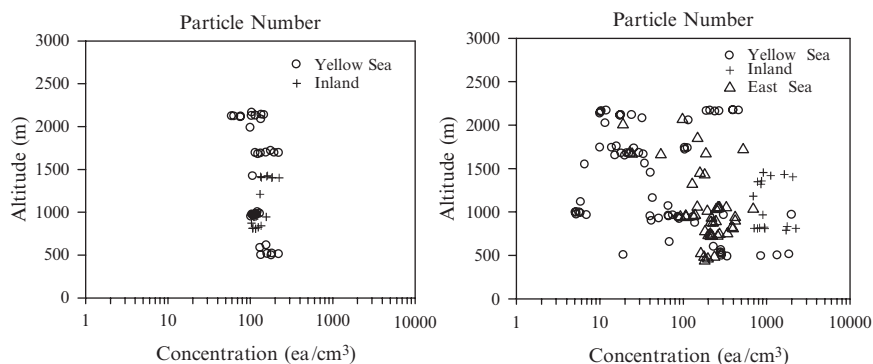 Particle Number
3000
2500
2000
1500
1000
500
0
Altitude (m)
Yellow Sea
Inland
1 10 100 1000 10000
Concentration (ea/cm³)
Particle Number
3000
2500
2000
1500
1000
500
0
Altitude (m)
Yellow Sea
Inland
East Sea
1 10 100 1000 10000
Concentration (ea/cm³)